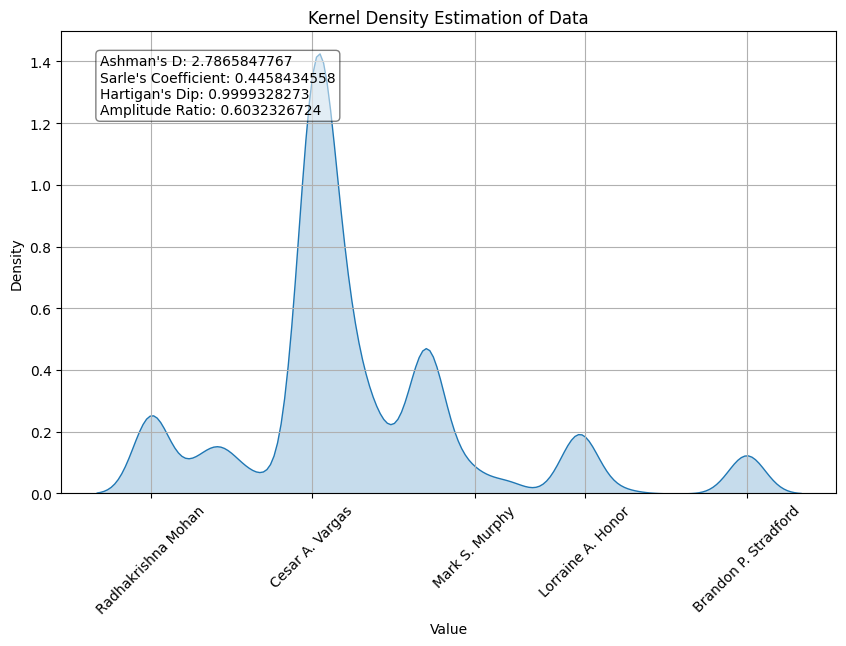 Kernel Density Estimation of Data
Ashman's D: 2.7865847767
Sarle's Coefficient: 0.4458434558
Hartigan's Dip: 0.9999328273
Amplitude Ratio: 0.6032326724
1.4
1.2
1.0
0.8
0.6
0.4
0.2
0.0
Density
Radhakrishna Mohan
Cesar A. Vargas
Mark S. Murphy
Lorraine A. Honor
Brandon P. Stradford
Value